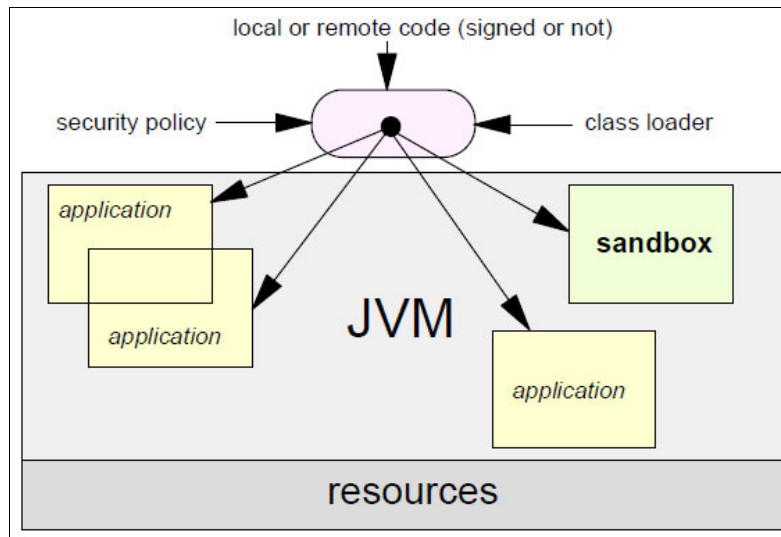 local or remote code (signed or not)
security policy
class loader
application
sandbox
application
JVM
application
resources